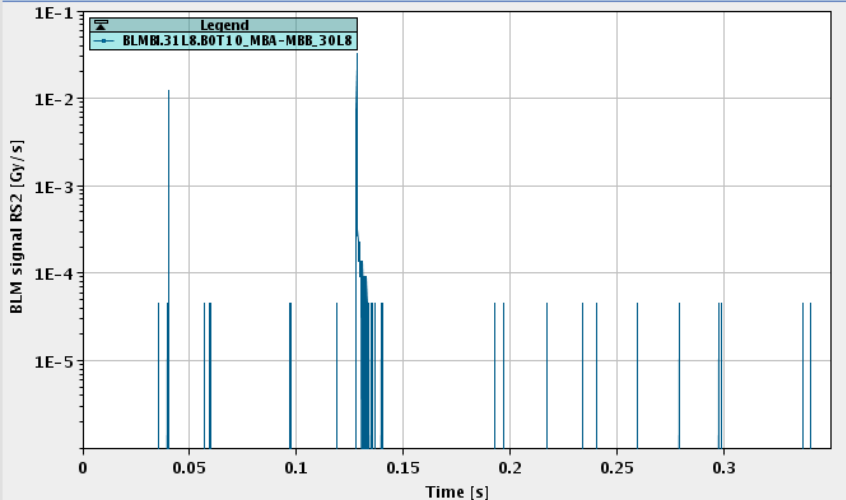 1E-1
Legend
BLMBI.31L8.B0T10_MBA-MBB_30L8
1E-2
1E-3
1E-4
1E-5
BLM signal RS2 [Gy/s]
0 0.05 0.1 0.15 0.2 0.25 0.3
Time [s]